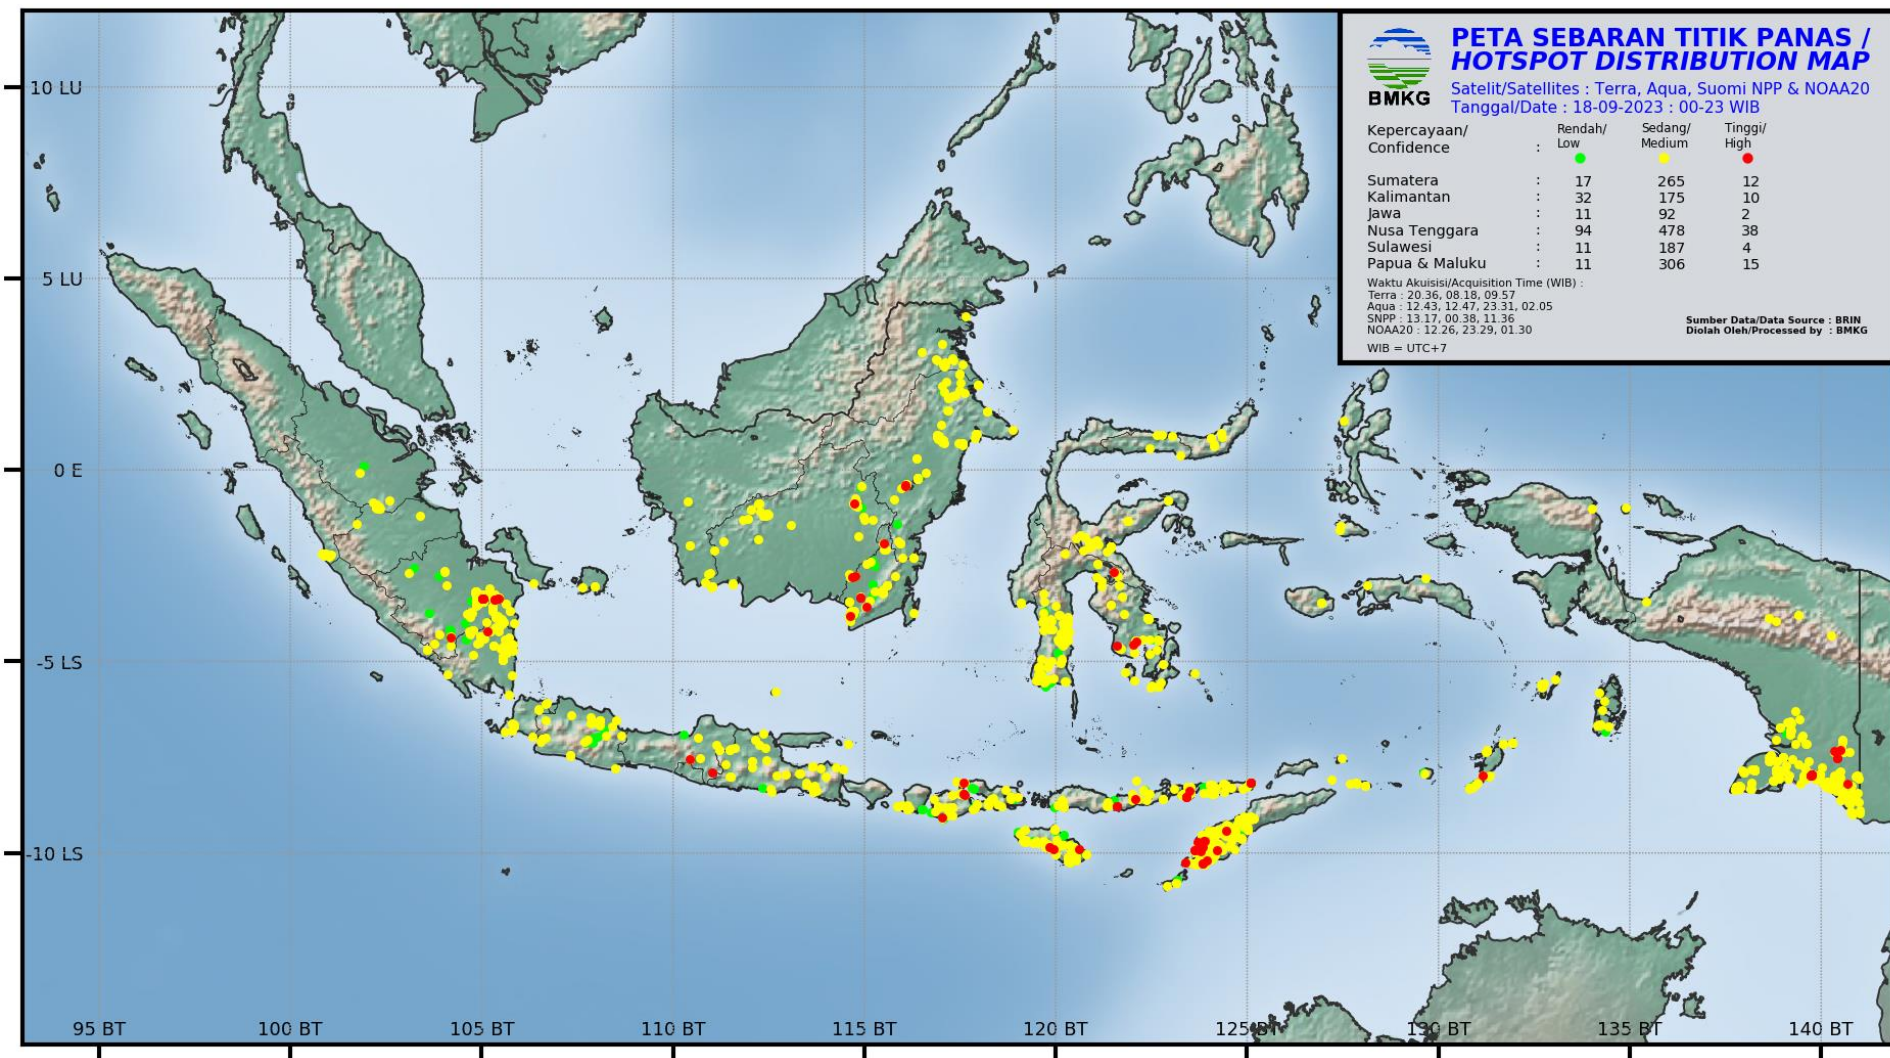 PETA SEBARAN TITIK PANAS /
HOTSPOT DISTRIBUTION MAP
BMKG
Satelit/Satellites : Terra, Aqua, Suomi NPP & NOAA20
Tanggal/Date : 18-09-2023 : 00-23 WIB
Kepercayaan/ Rendah/ Sedang/ Tinggi/
Confidence : Low Medium High
Sumatera : 17 265 12
Kalimantan : 32 175 10
Jawa : 11 92 2
Nusa Tenggara : 94 478 38
Sulawesi : 11 187 4
Papua & Maluku : 11 306 15
Waktu Akuisisi/Acquisition Time (WIB) :
Terra : 20.36, 08.18, 09.57
Aqua : 12.43, 12.47, 23.31, 02.05
SNPP : 13.17, 00.38, 11.36
NOAA20 : 12.26, 23.29, 01.30
WIB = UTC+7
Sumber Data/Data Source : BRIN
Diolah Oleh/Processed by : BMKG
10 LU
5 LU
0 E
-5 LS
-10 LS
95 BT 100 BT 105 BT 110 BT 115 BT 120 BT 125 BT 130 BT 135 BT 140 BT